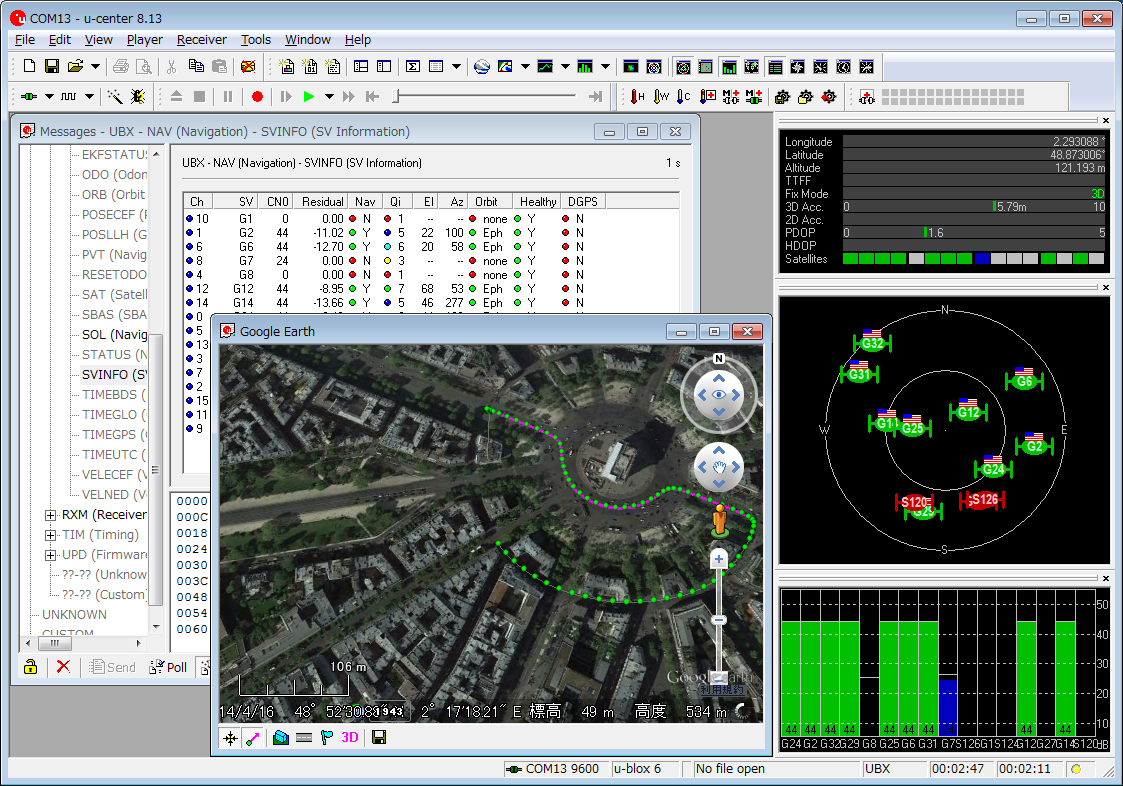 COM13 - u-center 8.13
File Edit View Player Receiver Tools Window Help
Messages - UBX - NAV (Navigation) - SVINFO (SV Information)
EKFSTATU
ODO (Odon
ORB (Orbit
POSECEF (F
POSLLH (G
PVT (Navig
RESETODO
SAT (Satell
SBAS (SBA
SOL (Navig
STATUS (N
SVINFO (S
TIMEBDS (
TIMEGLO (
TIMEGPS (
TIMEUTC (
VELECEF (V
VELNED (V
RXM (Receiver
TIM (Timing)
UPD (Firmwar
??-?? (Unknow
??-?? (Custom)
UNKNOWN
CUSTOM
Send Poll
UBX - NAV (Navigation) - SVINFO (SV Information) 1 s
Ch SV CN0 Residual Nav Qi El Az Orbit Healthy DGPS
10 G1 0 0.00 N 1 -- -- none Y N
1 G2 44 -11.02 Y 5 22 100 Eph Y N
6 G6 44 -12.70 Y 6 20 58 Eph Y N
8 G7 24 0.00 N 3 -- -- none Y N
4 G8 0 0.00 N 1 -- -- none Y N
12 G12 44 -8.95 Y 7 68 53 Eph Y N
14 G14 44 -13.66 Y 5 46 277 Eph Y N
0
5
13
3
7
2
15
11
9
0000
000C
0018
0024
0030
003C
0048
0054
0060
Google Earth
N
106 m
Google earth
利用規約
1943
14/4/16 48° 2° 17'18.21" E 標高 49 m 高度 534 m
3D
Longitude 2.293088 °
Latitude 48.873006°
Altitude 121.193 m
TTFF
Fix Mode 3D
3D Acc. 0 5.79m 10
2D Acc.
PDOP 0 1.6 5
HDOP
Satellites
N
G32
G31
G6
G12
G25
W
E
G2
G24
S120
S126
G29
S
50
40
30
20
10
dB
44 44 44 44 44 44 44 44 44
G24 G2 G32 G29 G8 G25 G6 G31 G7 S126 G1 S124 G12 G27 G14 S120
COM13 9600 u-blox 6 No file open UBX 00:02:47 00:02:11